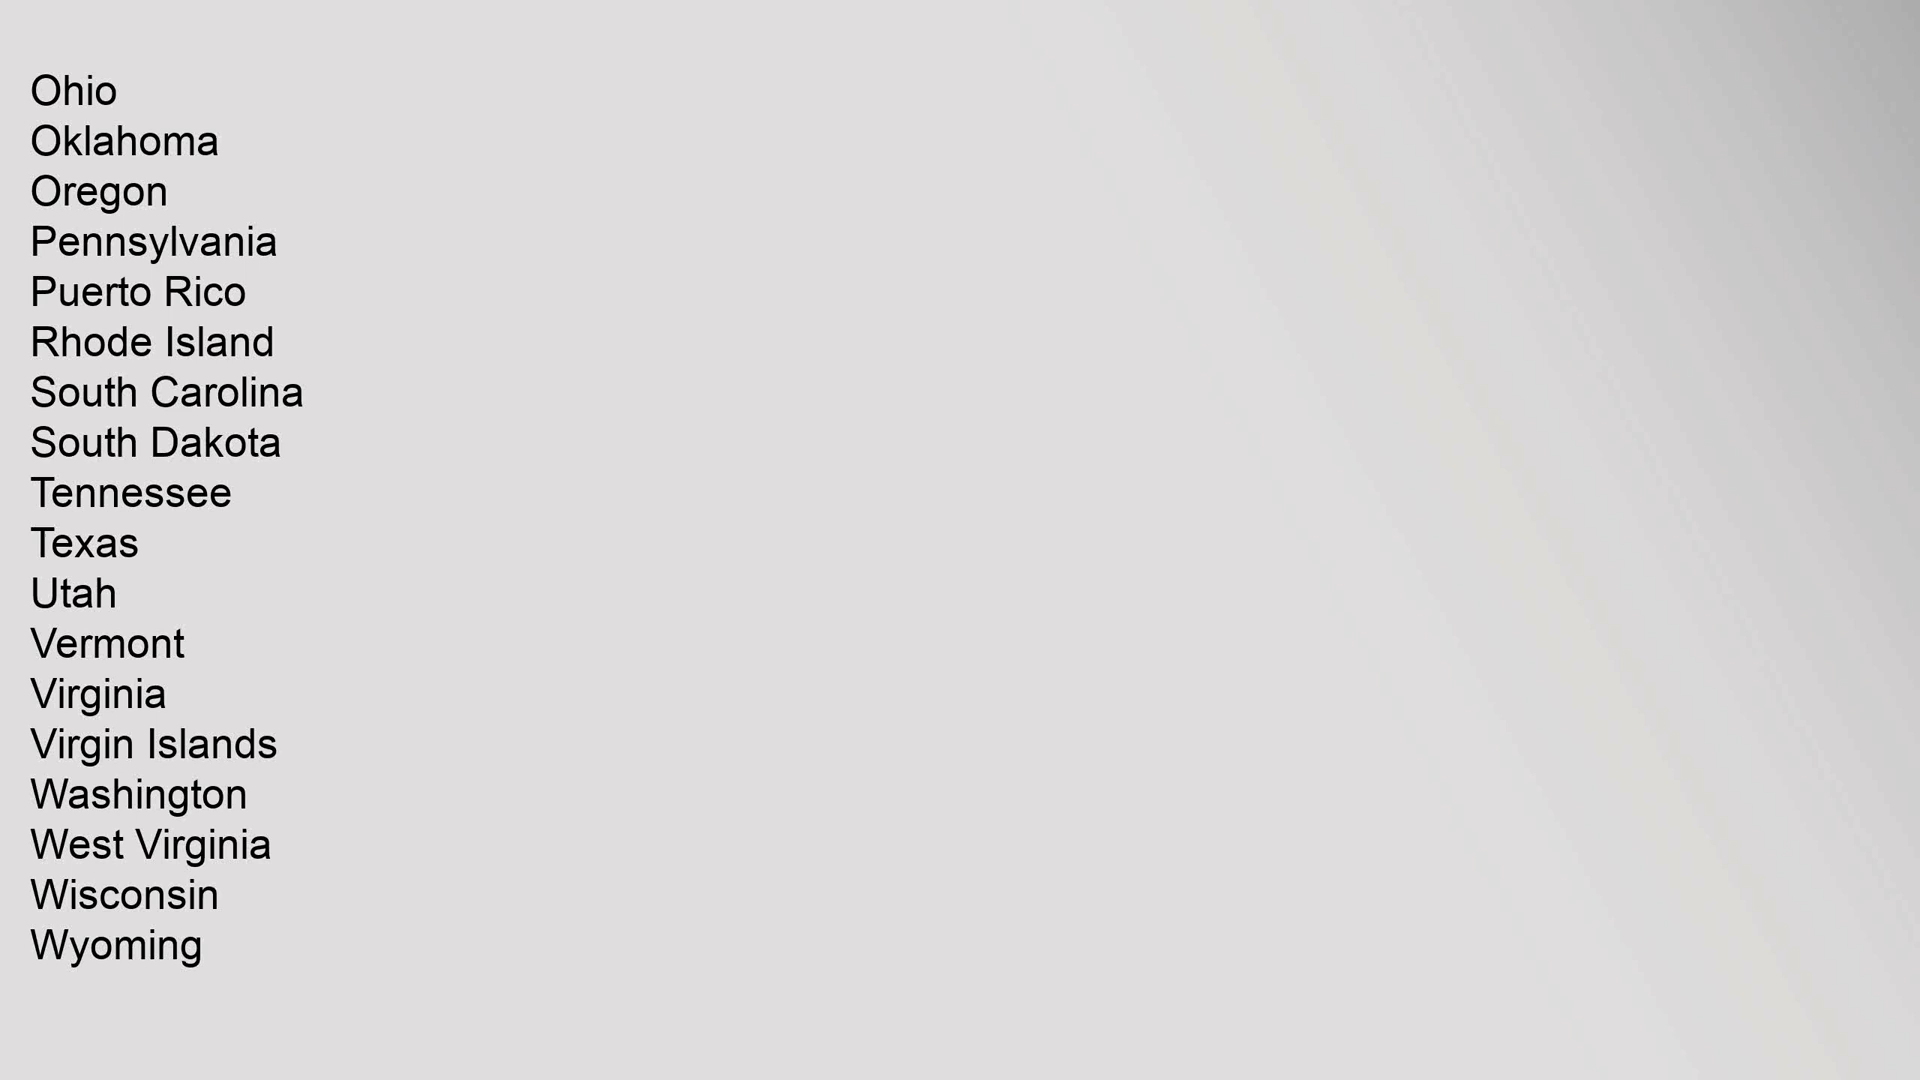 Ohio
Oklahoma
Oregon
Pennsylvania
Puerto Rico
Rhode Island
South Carolina
South Dakota
Tennessee
Texas
Utah
Vermont
Virginia
Virgin Islands
Washington
West Virginia
Wisconsin
Wyoming